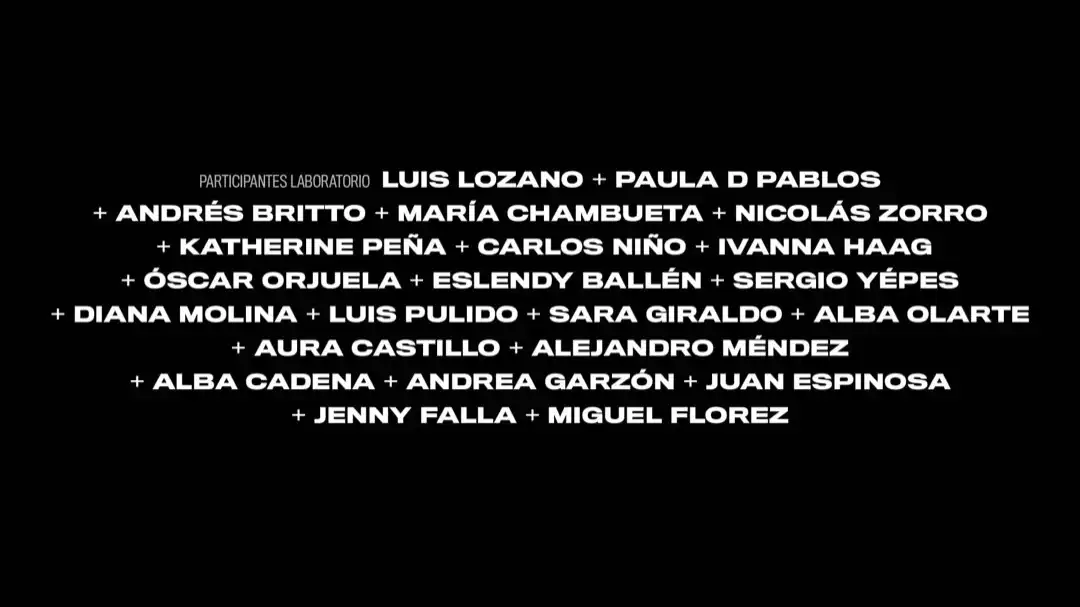 PARTICIPANTES LABORATORIO LUIS LOZANO + PAULA D PABLOS
+ ANDRÉS BRITTO + MARÍA CHAMBUETA + NICOLÁS ZORRO
+ KATHERINE PEÑA + CARLOS NIÑO + IVANNA HAAG
+ ÓSCAR ORJUELA + ESLENDY BALLÉN + SERGIO YÉPES
+ DIANA MOLINA + LUIS PULIDO + SARA GIRALDO + ALBA OLARTE
+ AURA CASTILLO + ALEJANDRO MÉNDEZ
+ ALBA CADENA + ANDREA GARZÓN + JUAN ESPINOSA
+ JENNY FALLA + MIGUEL FLOREZ